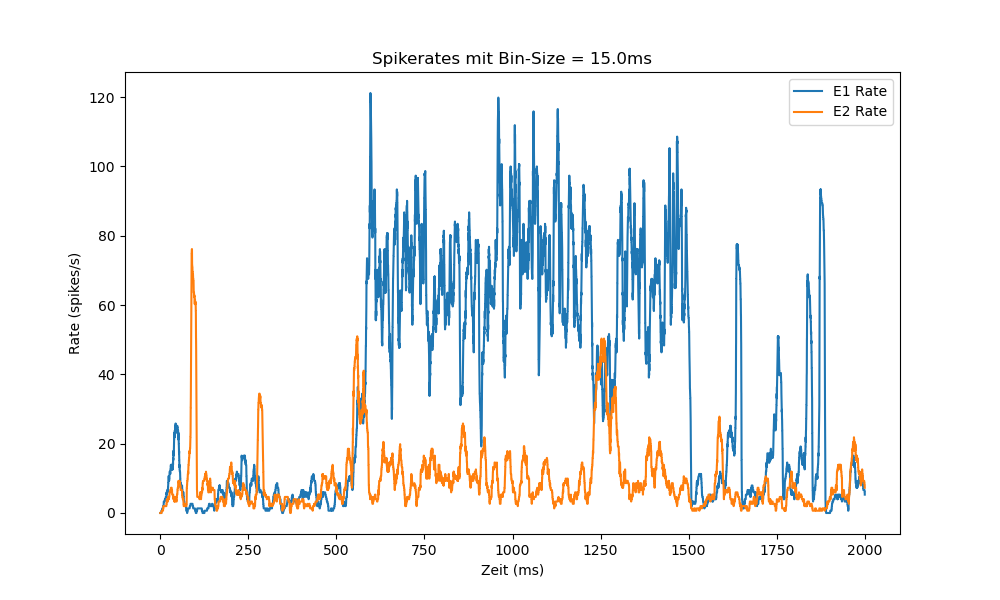 Spikerates mit Bin-Size = 15.0ms
E1 Rate
E2 Rate
Rate (spikes/s)
120
100
80
60
40
20
0
0 250 500 750 1000 1250 1500 1750 2000
Zeit (ms)